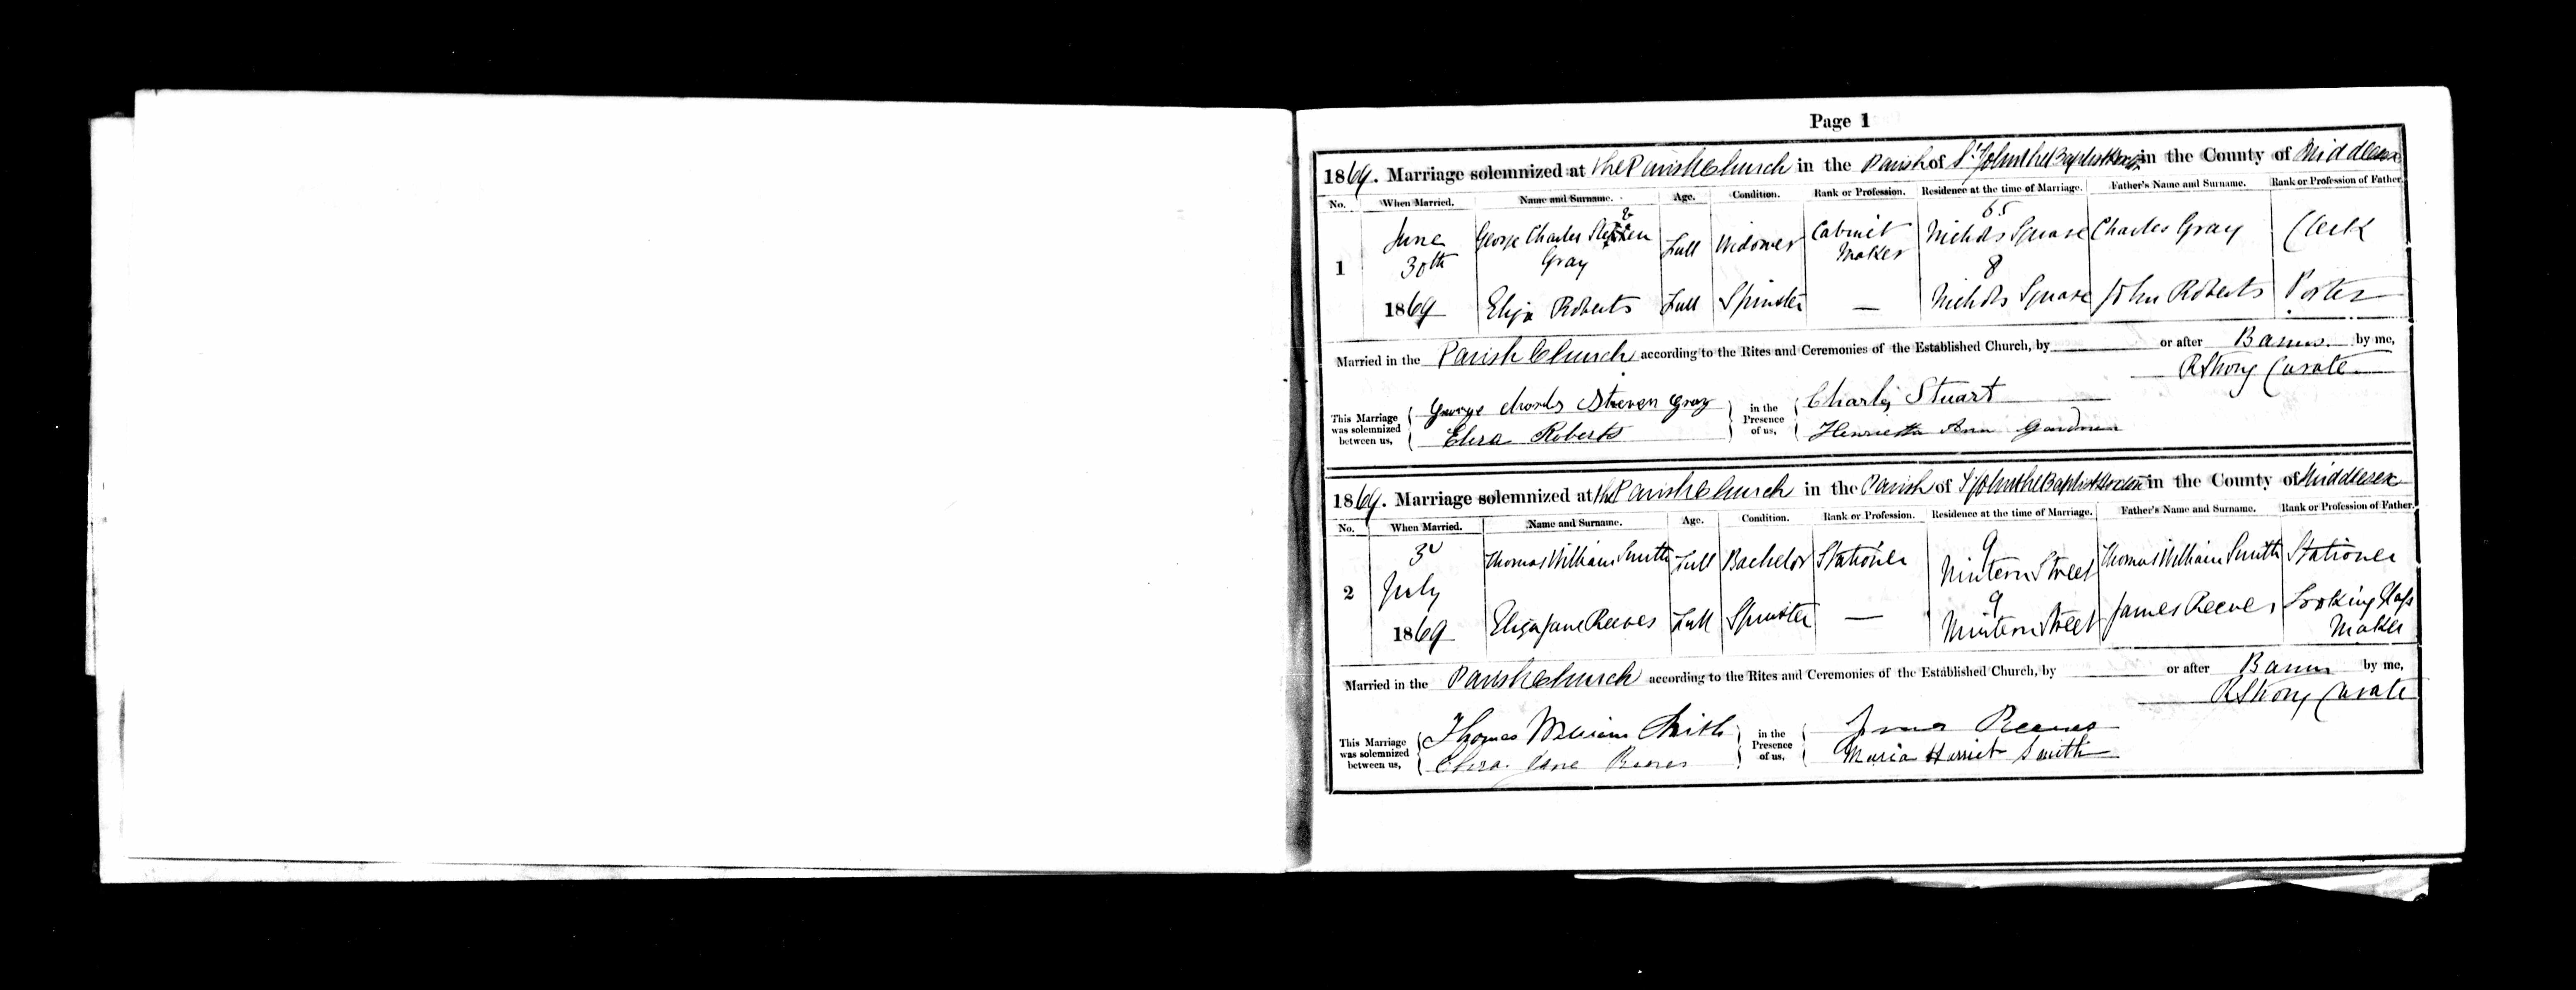 Page 1
1869. Marriage solemnized at the Parish Church in the Parish of St John the Baptist Hoxton in the County of Middlesex
No. When Married. Name and Surname. Age. Condition. Rank or Profession. Residence at the time of Marriage. Father's Name and Surname. Rank or Profession of Father.
1 June 30th 1869 George Charles Steven Gray Full Widower Cabinet Maker 65 Nichols Square Charles Gray Clerk
Eliza Roberts Full Spinster — 8 Nichols Square John Roberts Porter
Married in the Parish Church according to the Rites and Ceremonies of the Established Church, by or after Banns by me,
R Strong Curate
This Marriage was solemnized between us, George Charles Steven Gray in the Presence of us, Charles Stuart
Eliza Roberts Henrietta Ann
1869. Marriage solemnized at the Parish Church in the Parish of St John the Baptist Hoxton in the County of Middlesex
No. When Married. Name and Surname. Age. Condition. Rank or Profession. Residence at the time of Marriage. Father's Name and Surname. Rank or Profession of Father.
2 3d July 1869 Thomas William Smith Full Bachelor Stationer 9 Mintern Street Thomas William Smith Stationer
Eliza Jane Reeves Full Spinster — 9 Mintern Street James Reeves Looking Glass Maker
Married in the Parish Church according to the Rites and Ceremonies of the Established Church, by or after Banns by me,
R Strong Curate
This Marriage was solemnized between us, Thomas William Smith in the Presence of us, James Reeves
Eliza Jane Reeves Maria Harriet Smith